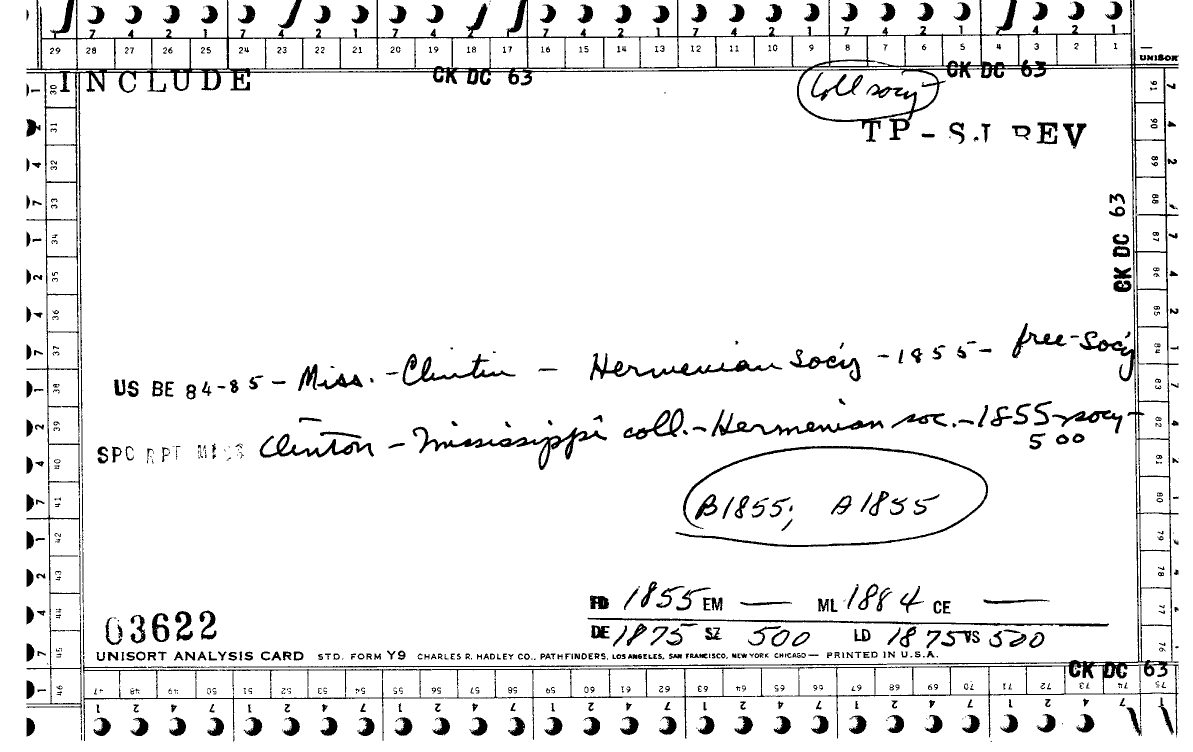 7 4 2 1 7 4 2 1 7 4 2 1 7 4 2 1 7 4 2 1 7 4 2 1 7 4 2 1
29 28 27 26 25 24 23 22 21 20 19 18 17 16 15 14 13 12 11 10 9 8 7 6 5 4 3 2 1
UNISORT
INCLUDE CK DC 63 Coll socy CK DC 63
TP-SJ REV
CK DC 63
US BE 84-85 - Miss. - Clinton - Hermenian Soc'y - 1855 - free-Soc'y
SPC RPT MISS Clinton - Mississippi coll. - Hermenian soc. - 1855 - socy -
500
B1855; A1855
FD 1855 EM — ML 1884 CE —
03622
DE 1875 SZ 500 LD 1875 VS 500
UNISORT ANALYSIS CARD STD. FORM Y9 CHARLES R. HADLEY CO., PATHFINDERS, LOS ANGELES, SAN FRANCISCO, NEW YORK CHICAGO — PRINTED IN U.S.A.
CK DC 63
30 31 32 33 34 35 36 37 38 39 40 41 42 43 44 45 46
91 90 89 88 87 86 85 84 83 82 81 80 79 78 77 76
47 48 49 50 51 52 53 54 55 56 57 58 59 60 61 62 63 64 65 66 67 68 69 70 71 72 73 74 75
1 2 4 7 1 2 4 7 1 2 4 7 1 2 4 7 1 2 4 7 1 2 4 7 1 2 4 7 1